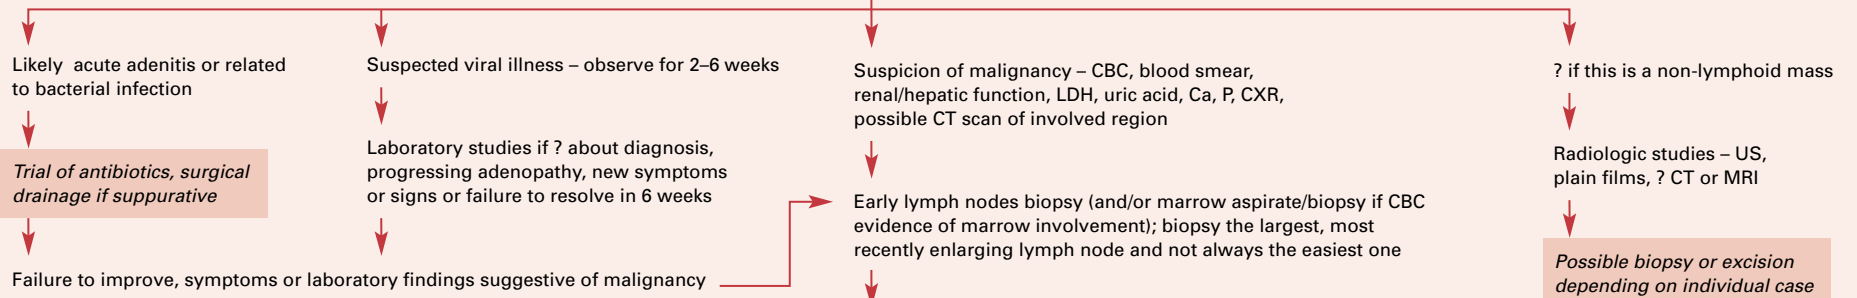 Likely  acute adenitis or related
to bacterial infection
Trial of antibiotics, surgical
drainage if suppurative
Suspected viral illness – observe for 2–6 weeks
Laboratory studies if ? about diagnosis,
progressing adenopathy, new symptoms
or signs or failure to resolve in 6 weeks
Failure to improve, symptoms or laboratory findings suggestive of malignancy
Suspicion of malignancy – CBC, blood smear,
renal/hepatic function, LDH, uric acid, Ca, P, CXR,
possible CT scan of involved region
Early lymph nodes biopsy (and/or marrow aspirate/biopsy if CBC
evidence of marrow involvement); biopsy the largest, most
recently enlarging lymph node and not always the easiest one
? if this is a non-lymphoid mass
Radiologic studies – US,
plain films, ? CT or MRI
Possible biopsy or excision
depending on individual case